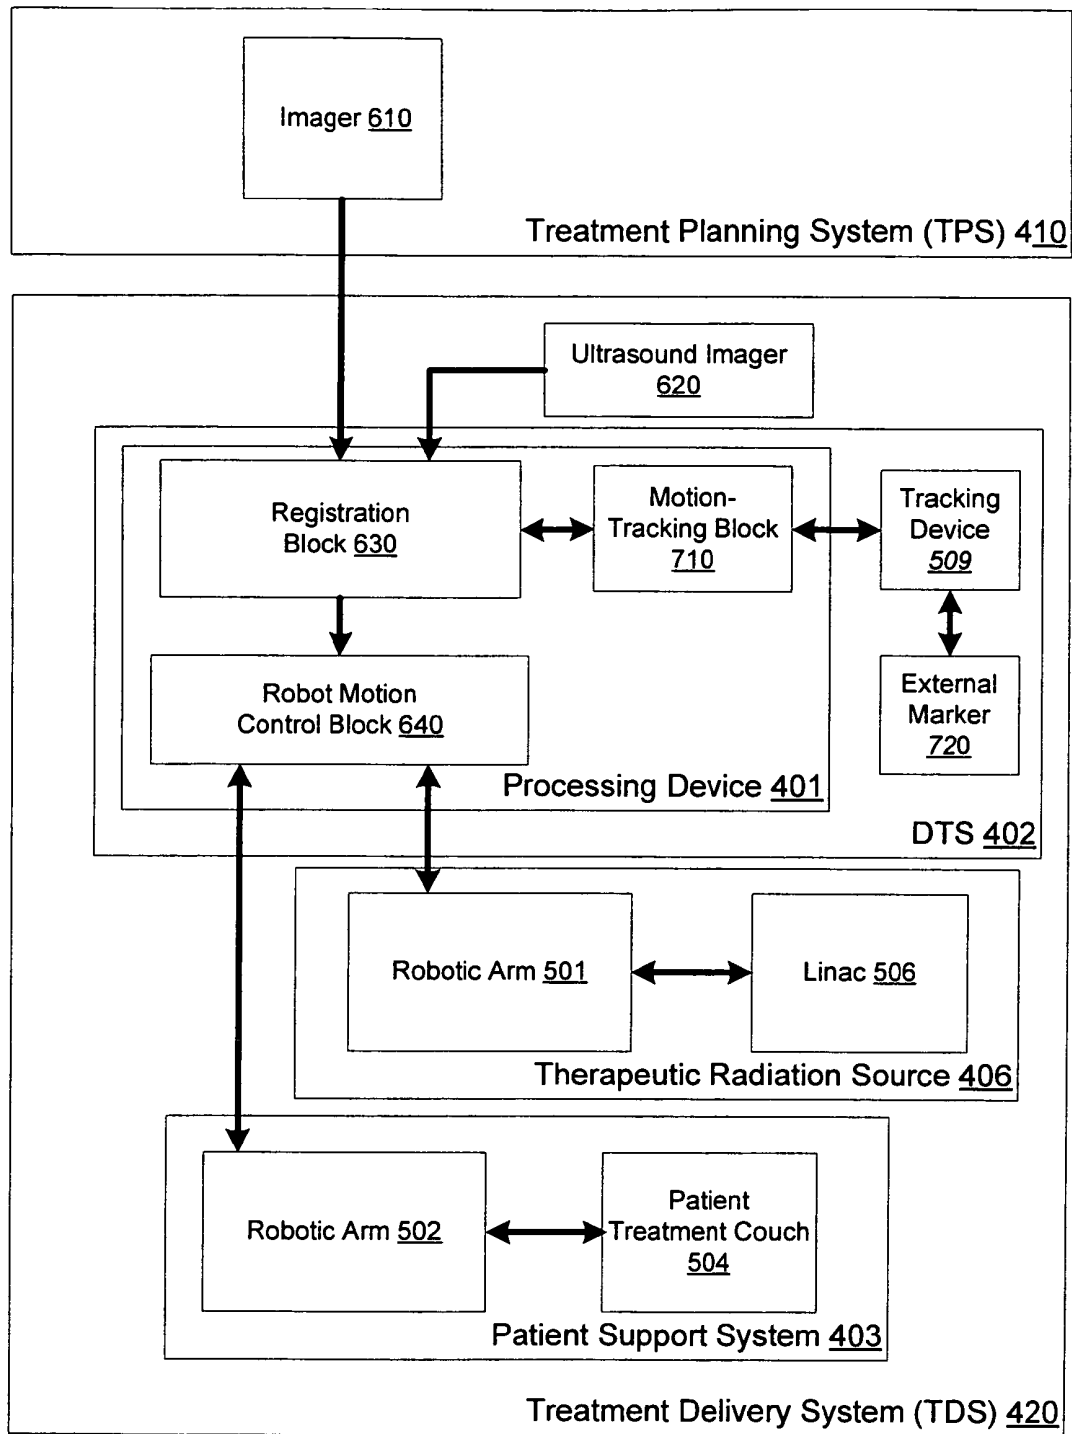 Imager 610
Treatment Planning System (TPS) 410
Ultrasound Imager
620
Registration
Block 630
Motion-
Tracking Block
710
Tracking
Device
509
Robot Motion
Control Block 640
External
Marker
720
Processing Device 401
DTS 402
Robotic Arm 501
Linac 506
Therapeutic Radiation Source 406
Robotic Arm 502
Patient
Treatment Couch
504
Patient Support System 403
Treatment Delivery System (TDS) 420